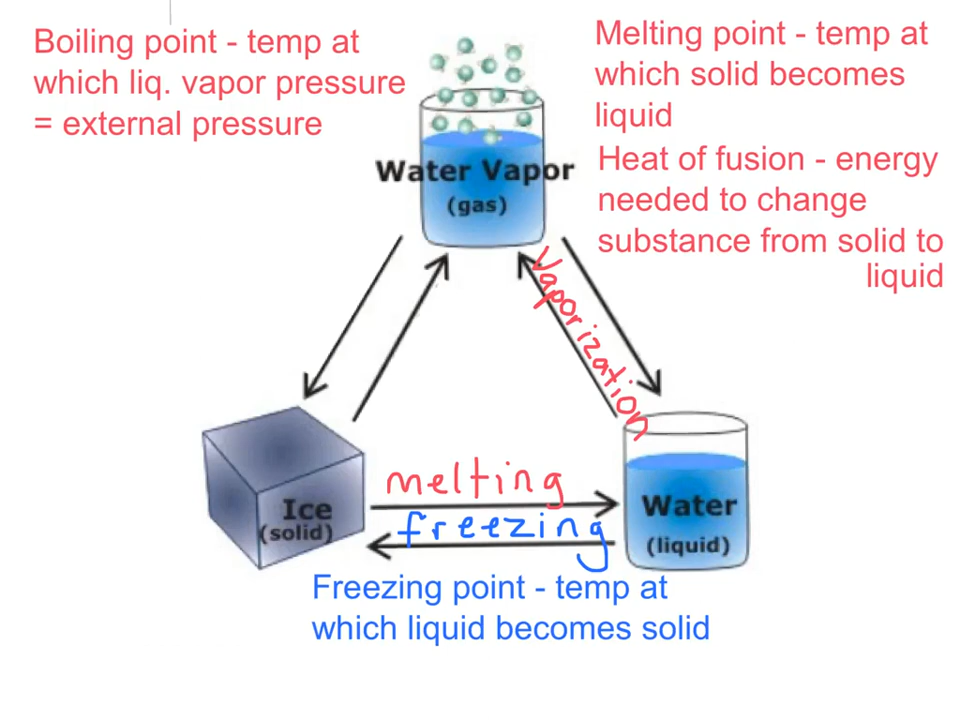 Boiling point - temp at
which liq. vapor pressure
= external pressure
Melting point - temp at
which solid becomes
liquid
Heat of fusion - energy
needed to change
substance from solid to
liquid
Water Vapor
(gas)
vaporization
Ice
(solid)
melting
freezing
Water
(liquid)
Freezing point - temp at
which liquid becomes solid